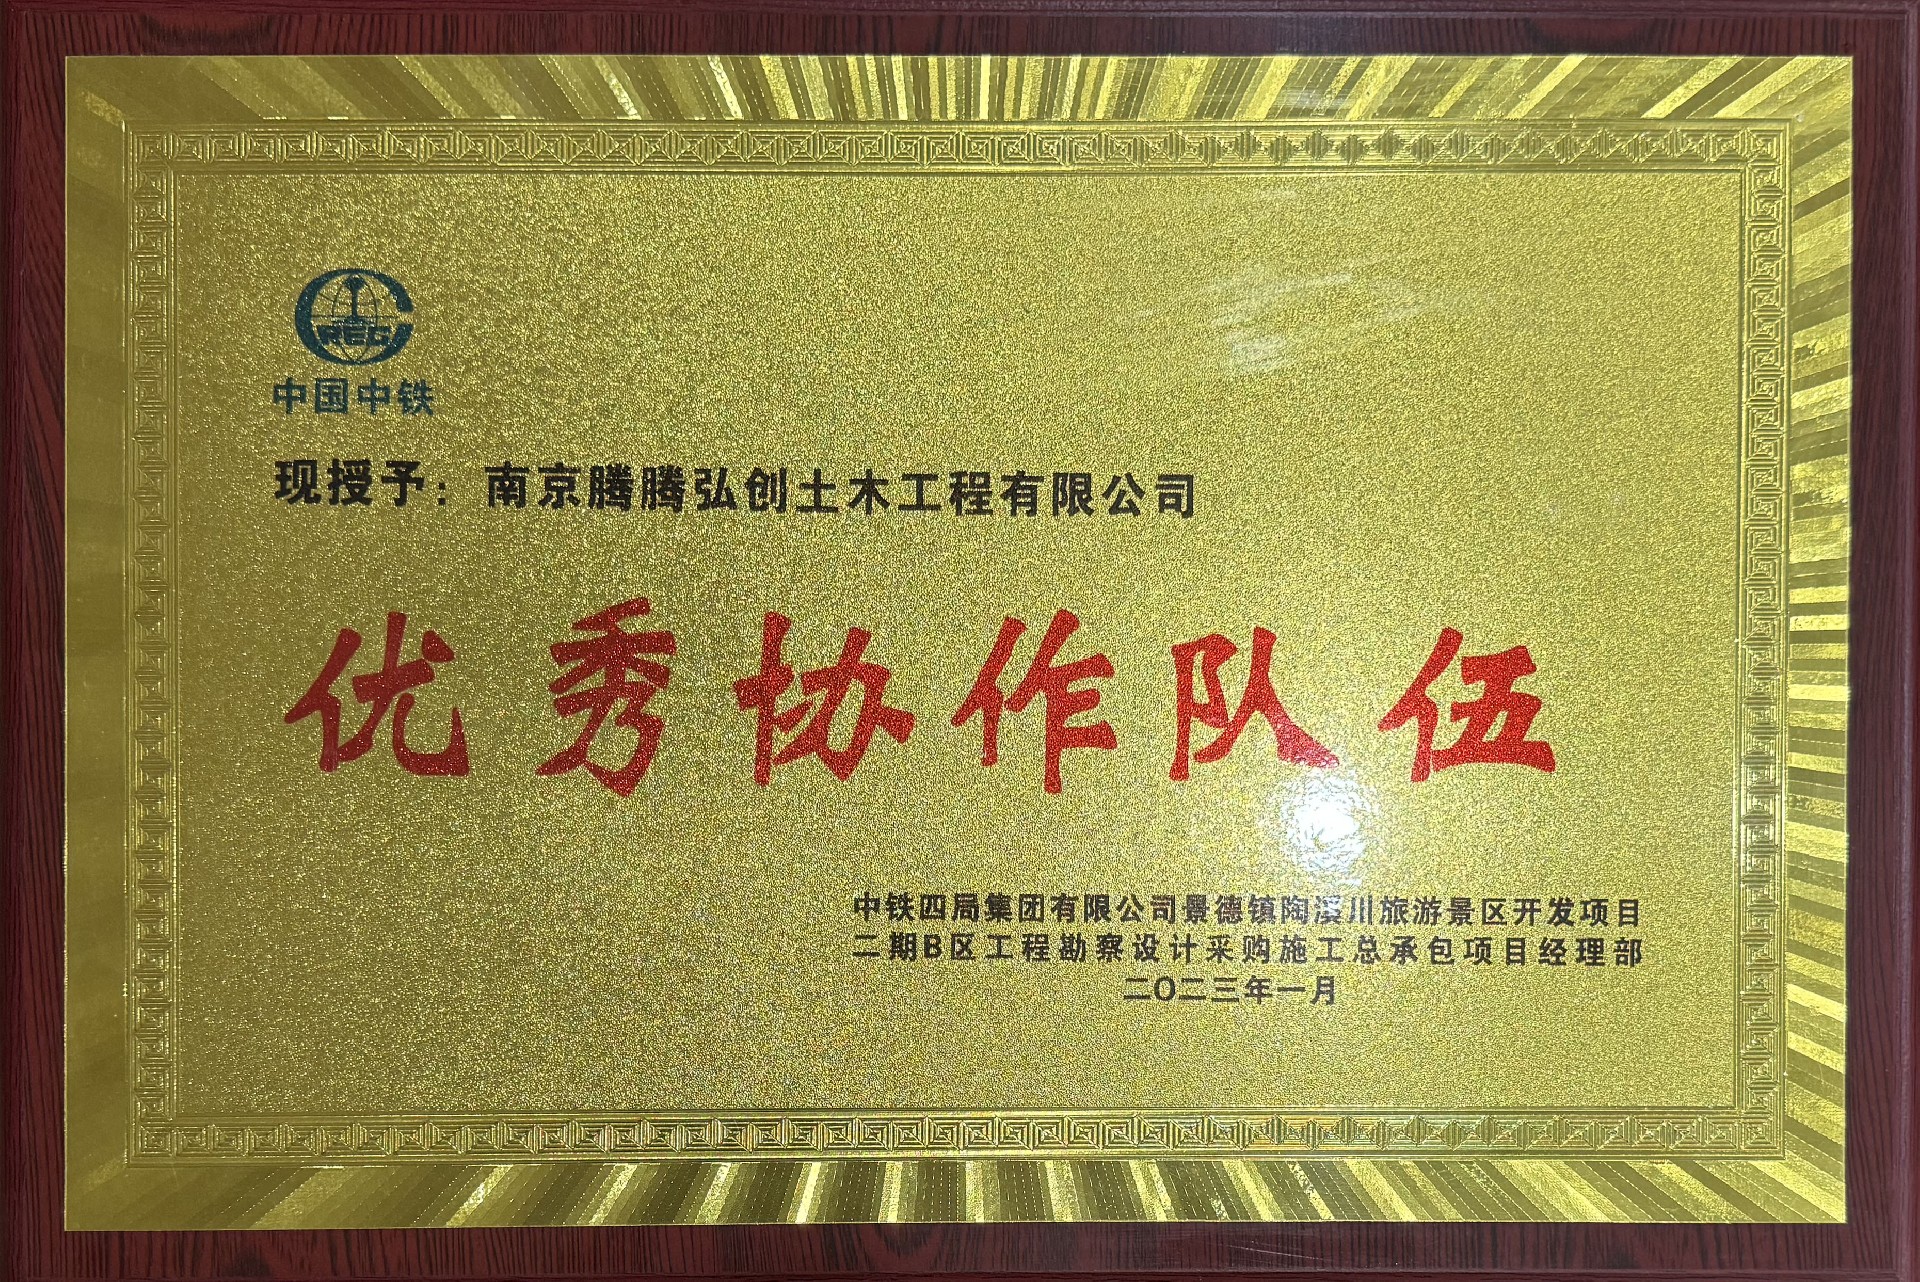 CREC
中国中铁
现授予：南京腾腾弘创土木工程有限公司
优秀协作队伍
中铁四局集团有限公司景德镇陶溪川旅游景区开发项目
二期B区工程勘察设计采购施工总承包项目经理部
二〇二三年一月